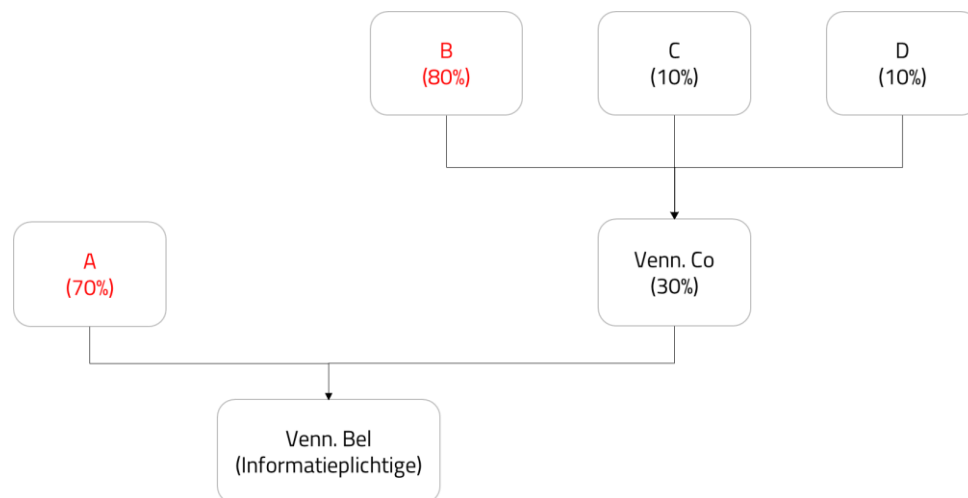 B
(80%)
C
(10%)
D
(10%)
A
(70%)
Venn. Co
(30%)
Venn. Bel
(Informatieplichtige)